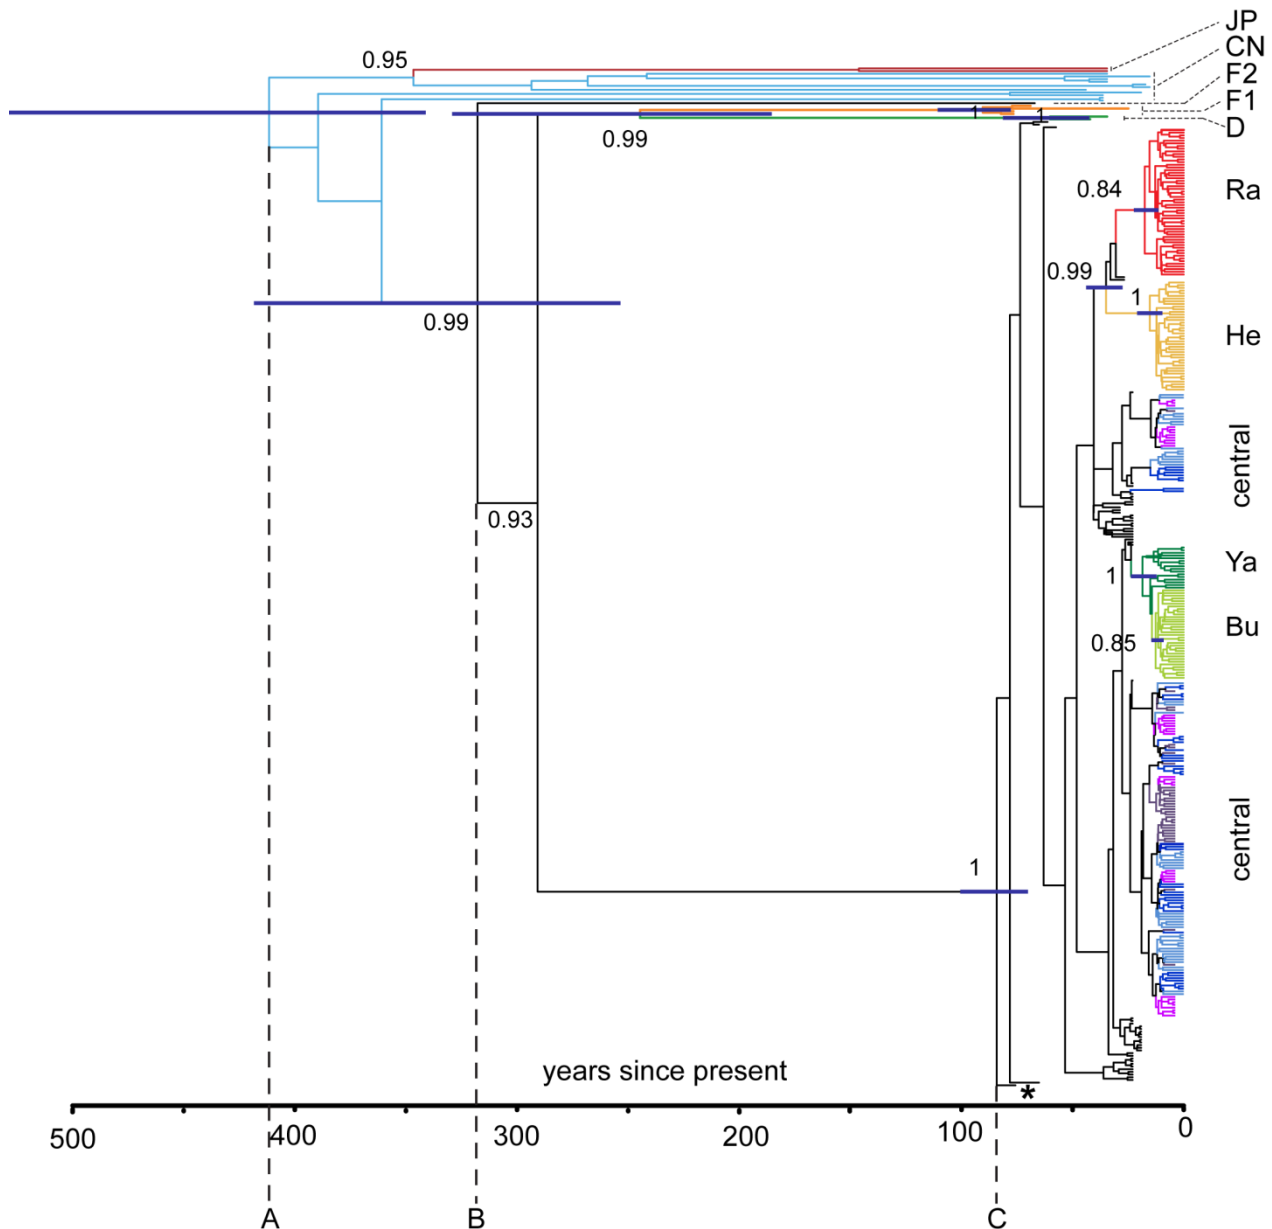 JP
0.95
CN
F2
F1
1
1
D
0.99
0.84
Ra
0.99
1
0.99
He
central
0.93
Ya
1
Bu
0.85
central
1
years since present
*
500
400
300
200
100
0
A
B
C